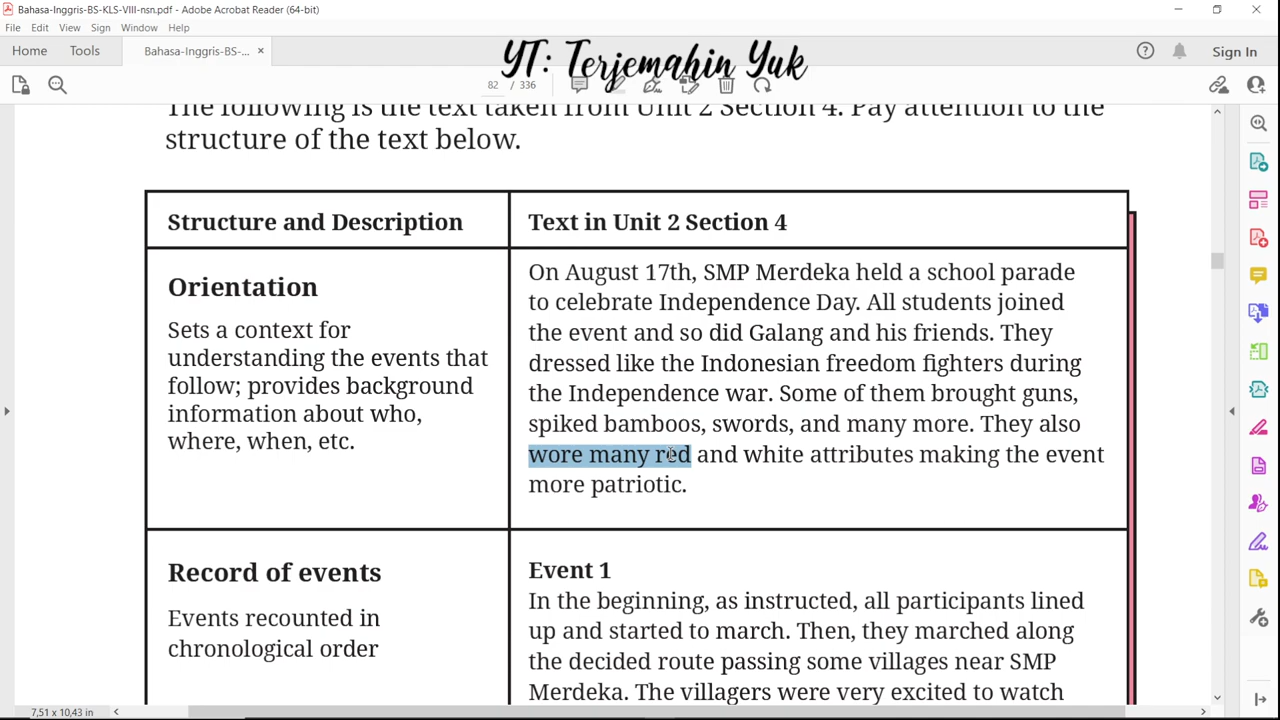 Bahasa-Inggris-BS-KLS-VIII-nsn.pdf - Adobe Acrobat Reader (64-bit)
File Edit View Sign Window Help
Home Tools Bahasa-Inggris-BS-... × Sign In
YT: Terjemahin Yuk
82 / 336
The following is the text taken from Unit 2 Section 4. Pay attention to the
structure of the text below.
Structure and Description
Text in Unit 2 Section 4
Orientation
Sets a context for
understanding the events that
follow; provides background
information about who,
where, when, etc.
On August 17th, SMP Merdeka held a school parade
to celebrate Independence Day. All students joined
the event and so did Galang and his friends. They
dressed like the Indonesian freedom fighters during
the Independence war. Some of them brought guns,
spiked bamboos, swords, and many more. They also
wore many red and white attributes making the event
more patriotic.
Record of events
Events recounted in
chronological order
Event 1
In the beginning, as instructed, all participants lined
up and started to march. Then, they marched along
the decided route passing some villages near SMP
Merdeka. The villagers were very excited to watch
7,51 x 10,43 in